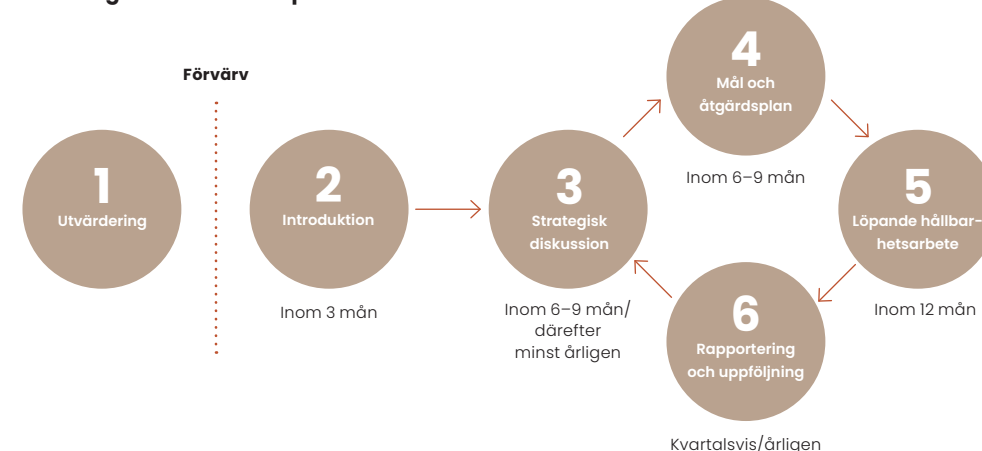 Förvärv
1
Utvärdering
2
Introduktion
Inom 3 mån
3
Strategisk
diskussion
Inom 6–9 mån/
därefter
minst årligen
4
Mål och
åtgärdsplan
Inom 6–9 mån
5
Löpande hållbar-
hetsarbete
Inom 12 mån
6
Rapportering
och uppföljning
Kvartalsvis/årligen